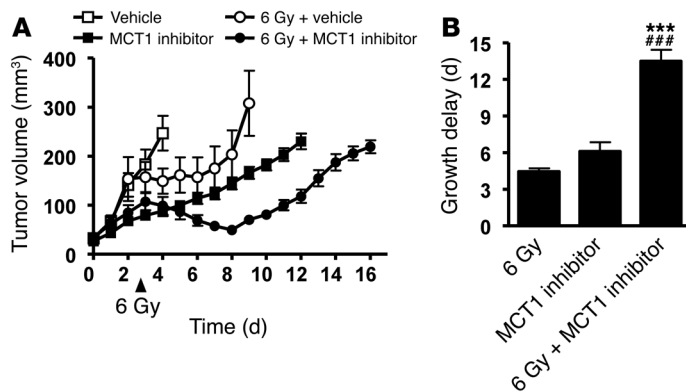 A
Vehicle
6 Gy + vehicle
MCT1 inhibitor
6 Gy + MCT1 inhibitor
Tumor volume (mm³)
400
300
200
100
0
0 2 4 6 8 10 12 14 16
6 Gy
Time (d)
B
Growth delay (d)
15
12
9
6
3
0
***
###
6 Gy
MCT1 inhibitor
6 Gy + MCT1 inhibitor